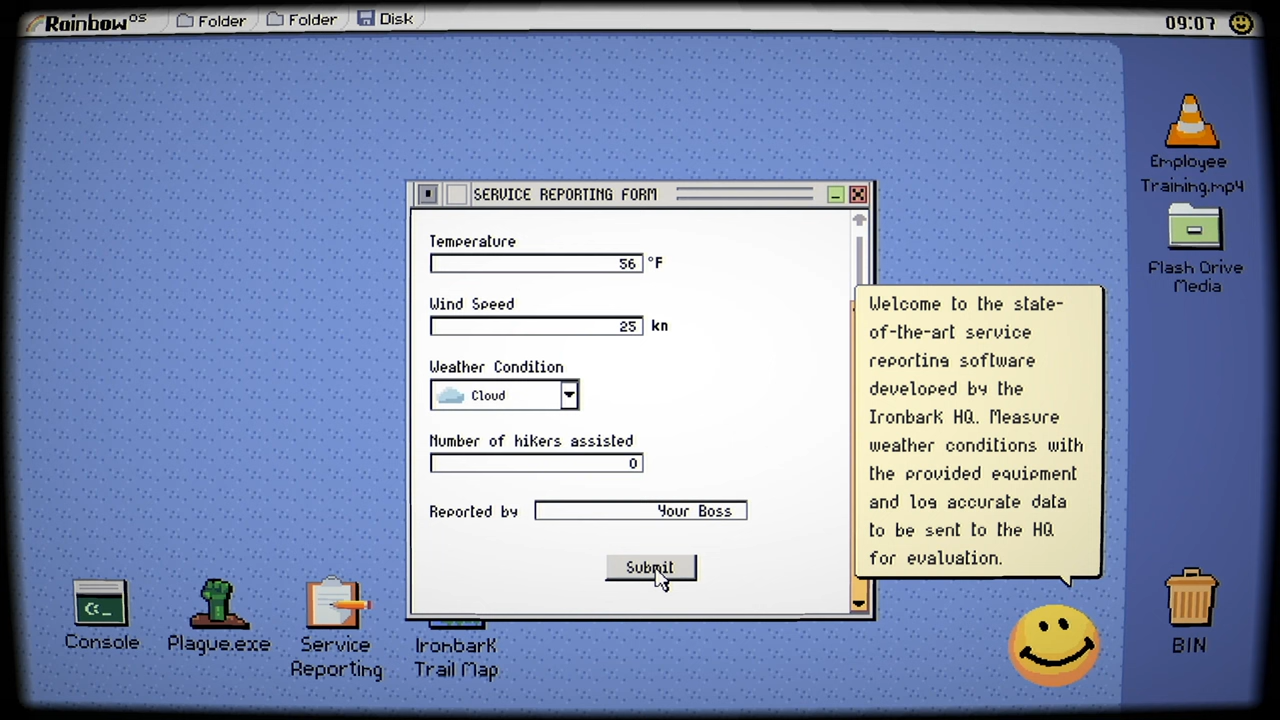 RainbowOS
Folder
Folder
Disk
09:07
Employee
Training.mp4
Flash Drive
Media
SERVICE REPORTING FORM
Temperature
56 °F
Wind Speed
25 kn
Weather Condition
Cloud
Number of hikers assisted
0
Reported by Your Boss
Submit
Welcome to the state-
of-the-art service
reporting software
developed by the
Ironbark HQ. Measure
weather conditions with
the provided equipment
and log accurate data
to be sent to the HQ
for evaluation.
Console
Plague.exe
Service
Reporting
Ironbark
Trail Map
BIN